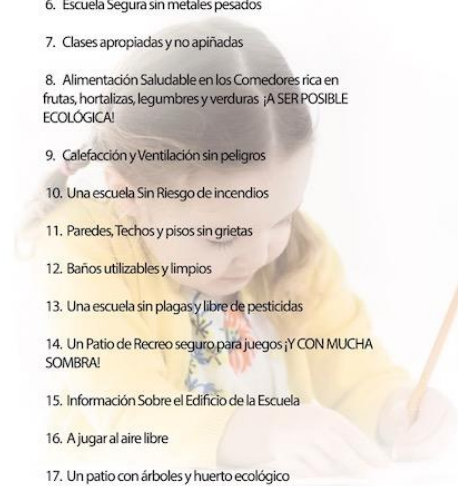 6. Escuela Segura sin metales pesados
7. Clases apropiadas y no apiñadas
8. Alimentación Saludable en los Comedores rica en
frutas, hortalizas, legumbres y verduras ¡A SER POSIBLE
ECOLÓGICA!
9. Calefacción y Ventilación sin peligros
10. Una escuela Sin Riesgo de incendios
11. Paredes, Techos y pisos sin grietas
12. Baños utilizables y limpios
13. Una escuela sin plagas y libre de pesticidas
14. Un Patio de Recreo seguro para juegos ¡Y CON MUCHA
SOMBRA!
15. Información Sobre el Edificio de la Escuela
16. A jugar al aire libre
17. Un patio con árboles y huerto ecológico